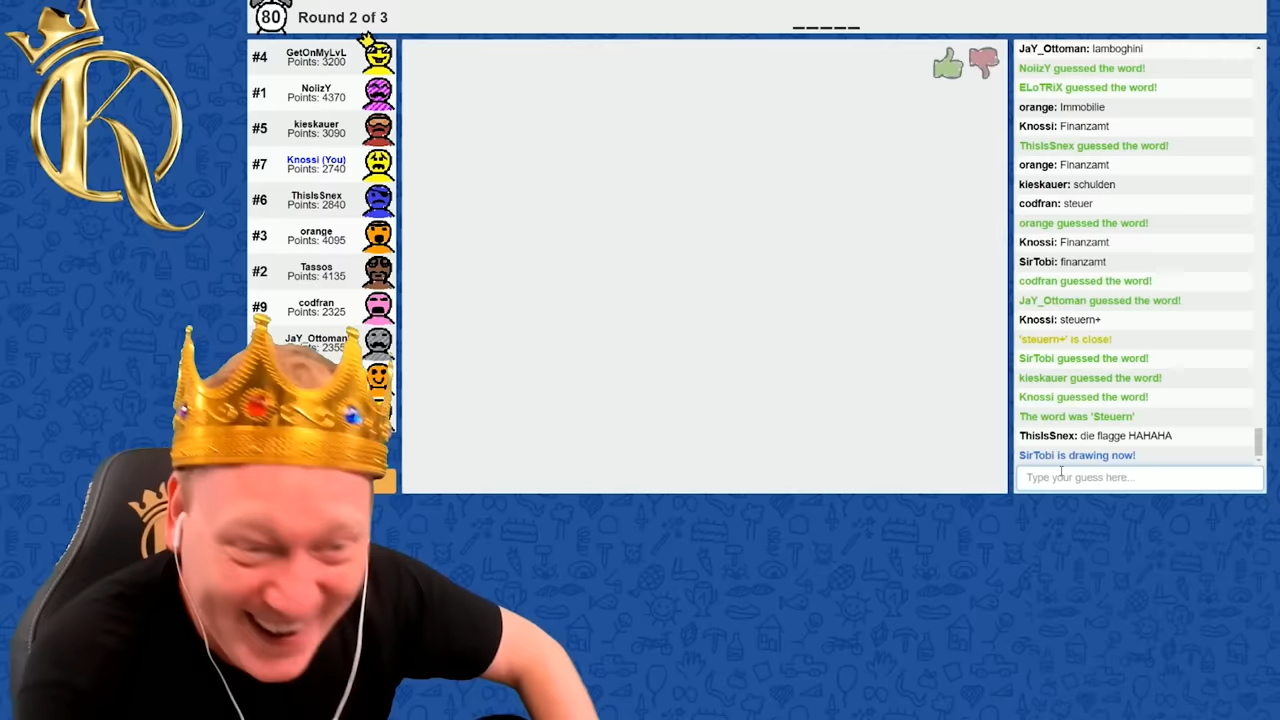 80
Round 2 of 3
_ _ _ _ _
#4
GetOnMyLvL
Points: 3200
#1
NoiizY
Points: 4370
#5
kieskauer
Points: 3090
#7
Knossi (You)
Points: 2740
#6
ThisIsSnex
Points: 2840
#3
orange
Points: 4095
#2
Tassos
Points: 4135
#9
codfran
Points: 2325
JaY_Ottoman
2355
JaY_Ottoman: lamboghini
NoiizY guessed the word!
ELoTRiX guessed the word!
orange: Immobilie
Knossi: Finanzamt
ThisIsSnex guessed the word!
orange: Finanzamt
kieskauer: schulden
codfran: steuer
orange guessed the word!
Knossi: Finanzamt
SirTobi: finanzamt
codfran guessed the word!
JaY_Ottoman guessed the word!
Knossi: steuern+
'steuern+' is close!
SirTobi guessed the word!
kieskauer guessed the word!
Knossi guessed the word!
The word was 'Steuern'
ThisIsSnex: die flagge HAHAHA
SirTobi is drawing now!
Type your guess here...
K